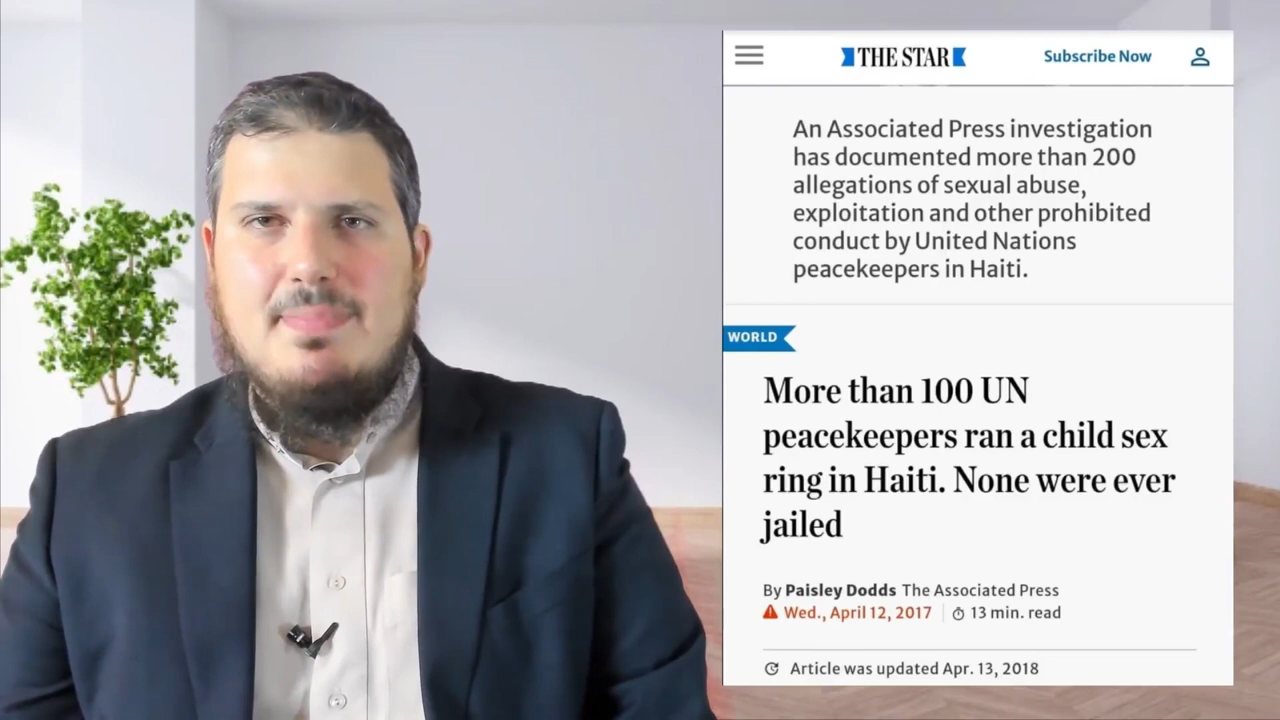 THE STAR
Subscribe Now
An Associated Press investigation
has documented more than 200
allegations of sexual abuse,
exploitation and other prohibited
conduct by United Nations
peacekeepers in Haiti.
WORLD
More than 100 UN
peacekeepers ran a child sex
ring in Haiti. None were ever
jailed
By Paisley Dodds The Associated Press
Wed., April 12, 2017 13 min. read
Article was updated Apr. 13, 2018